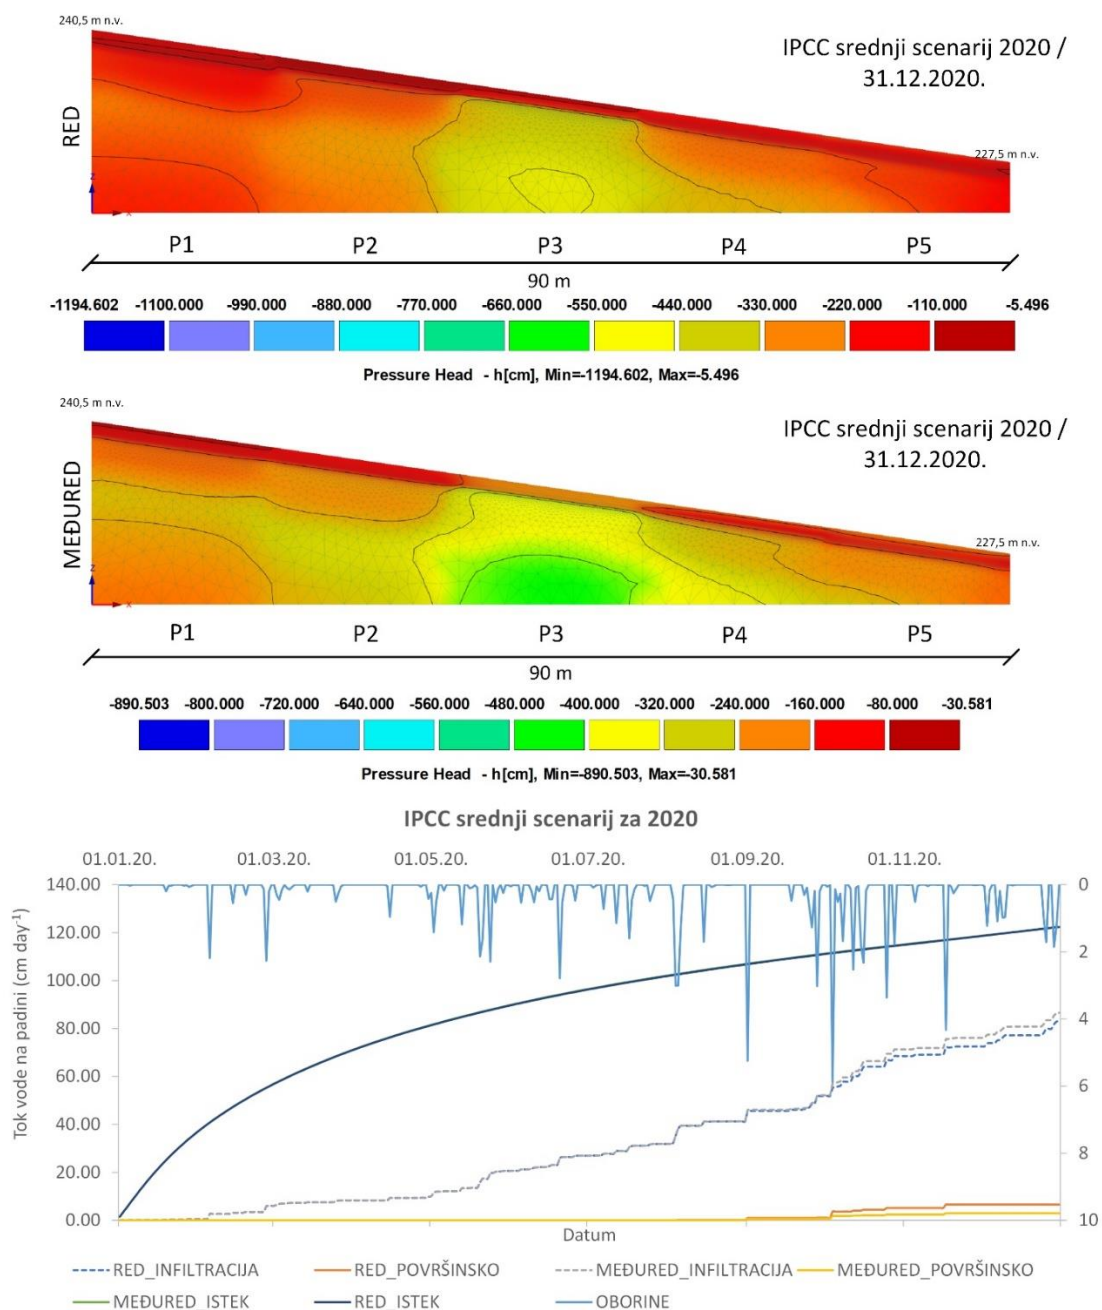 240,5 m n.v.
IPCC srednji scenarij 2020 /
31.12.2020.
RED
227,5 m n.v.
z
x
P1 P2 P3 P4 P5
90 m
-1194.602 -1100.000 -990.000 -880.000 -770.000 -660.000 -550.000 -440.000 -330.000 -220.000 -110.000 -5.496
Pressure Head - h[cm], Min=-1194.602, Max=-5.496
240,5 m n.v.
IPCC srednji scenarij 2020 /
31.12.2020.
MEĐURED
227,5 m n.v.
z
x
P1 P2 P3 P4 P5
90 m
-890.503 -800.000 -720.000 -640.000 -560.000 -480.000 -400.000 -320.000 -240.000 -160.000 -80.000 -30.581
Pressure Head - h[cm], Min=-890.503, Max=-30.581
IPCC srednji scenarij za 2020
01.01.20. 01.03.20. 01.05.20. 01.07.20. 01.09.20. 01.11.20.
140.00 0
120.00
2
100.00
80.00 4
60.00 6
40.00
8
20.00
0.00 10
Tok vode na padini (cm day⁻¹)
Datum
RED_INFILTRACIJA RED_POVRŠINSKO MEĐURED_INFILTRACIJA MEĐURED_POVRŠINSKO
MEĐURED_ISTEK RED_ISTEK OBORINE